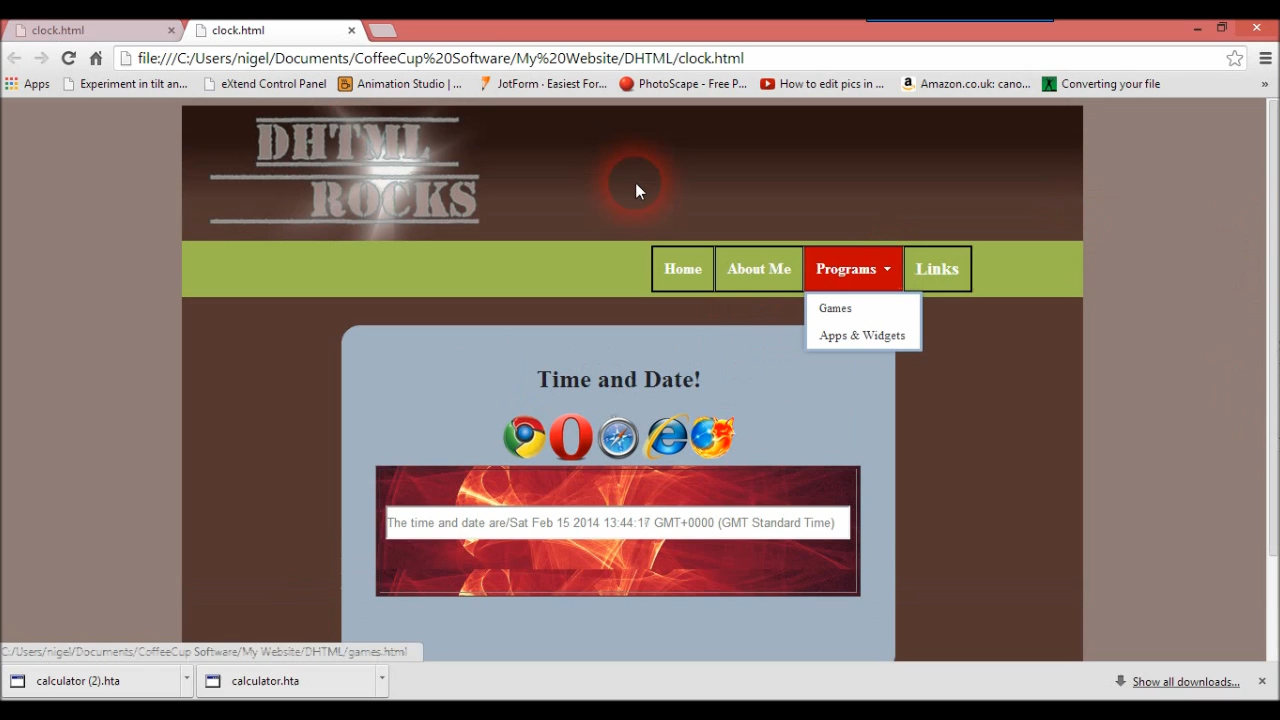 clock.html
clock.html
file:///C:/Users/nigel/Documents/CoffeeCup%20Software/My%20Website/DHTML/clock.html
Apps Experiment in tilt an... eXtend Control Panel Animation Studio | ... JotForm · Easiest For... PhotoScape - Free P... How to edit pics in ... Amazon.co.uk: cano... Converting your file »
DHTML
ROCKS
Home About Me Programs Links
Games
Apps & Widgets
Time and Date!
The time and date are/Sat Feb 15 2014 13:44:17 GMT+0000 (GMT Standard Time)
C:/Users/nigel/Documents/CoffeeCup Software/My Website/DHTML/games.html
calculator (2).hta calculator.hta Show all downloads...